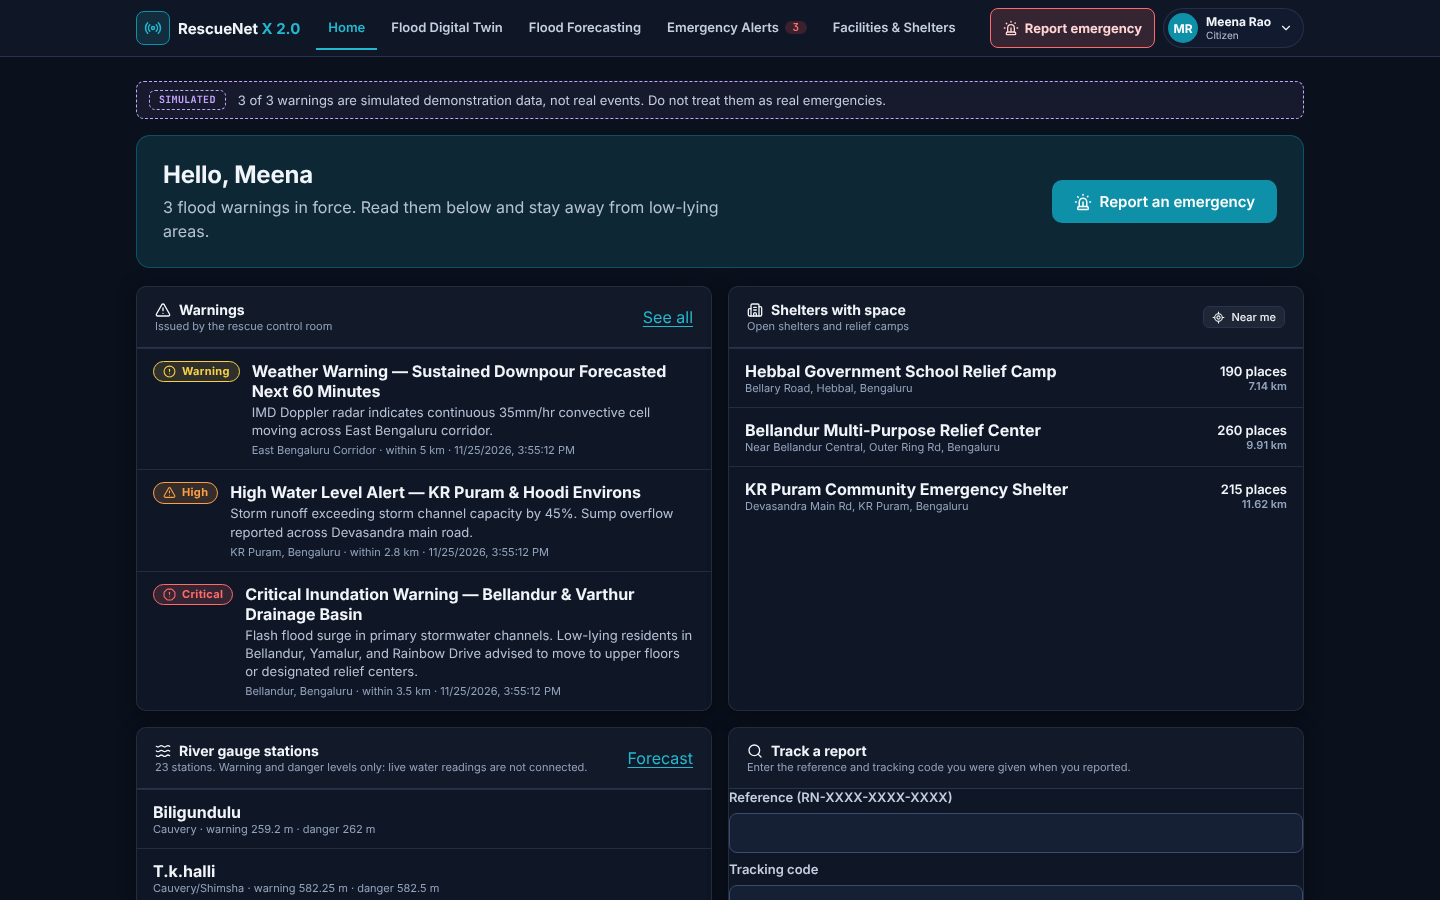 RescueNet X 2.0
Home
Flood Digital Twin
Flood Forecasting
Emergency Alerts 3
Facilities & Shelters
Report emergency
MR
Meena Rao
Citizen
SIMULATED
3 of 3 warnings are simulated demonstration data, not real events. Do not treat them as real emergencies.
Hello, Meena
3 flood warnings in force. Read them below and stay away from low-lying
areas.
Report an emergency
Warnings
Issued by the rescue control room
See all
Warning
Weather Warning — Sustained Downpour Forecasted
Next 60 Minutes
IMD Doppler radar indicates continuous 35mm/hr convective cell
moving across East Bengaluru corridor.
East Bengaluru Corridor · within 5 km · 11/25/2026, 3:55:12 PM
High
High Water Level Alert — KR Puram & Hoodi Environs
Storm runoff exceeding storm channel capacity by 45%. Sump overflow
reported across Devasandra main road.
KR Puram, Bengaluru · within 2.8 km · 11/25/2026, 3:55:12 PM
Critical
Critical Inundation Warning — Bellandur & Varthur
Drainage Basin
Flash flood surge in primary stormwater channels. Low-lying residents in
Bellandur, Yamalur, and Rainbow Drive advised to move to upper floors
or designated relief centers.
Bellandur, Bengaluru · within 3.5 km · 11/25/2026, 3:55:12 PM
Shelters with space
Open shelters and relief camps
Near me
Hebbal Government School Relief Camp
Bellary Road, Hebbal, Bengaluru
190 places
7.14 km
Bellandur Multi-Purpose Relief Center
Near Bellandur Central, Outer Ring Rd, Bengaluru
260 places
9.91 km
KR Puram Community Emergency Shelter
Devasandra Main Rd, KR Puram, Bengaluru
215 places
11.62 km
River gauge stations
23 stations. Warning and danger levels only: live water readings are not connected.
Forecast
Biligundulu
Cauvery · warning 259.2 m · danger 262 m
T.k.halli
Cauvery/Shimsha · warning 582.25 m · danger 582.5 m
Track a report
Enter the reference and tracking code you were given when you reported.
Reference (RN-XXXX-XXXX-XXXX)
Tracking code